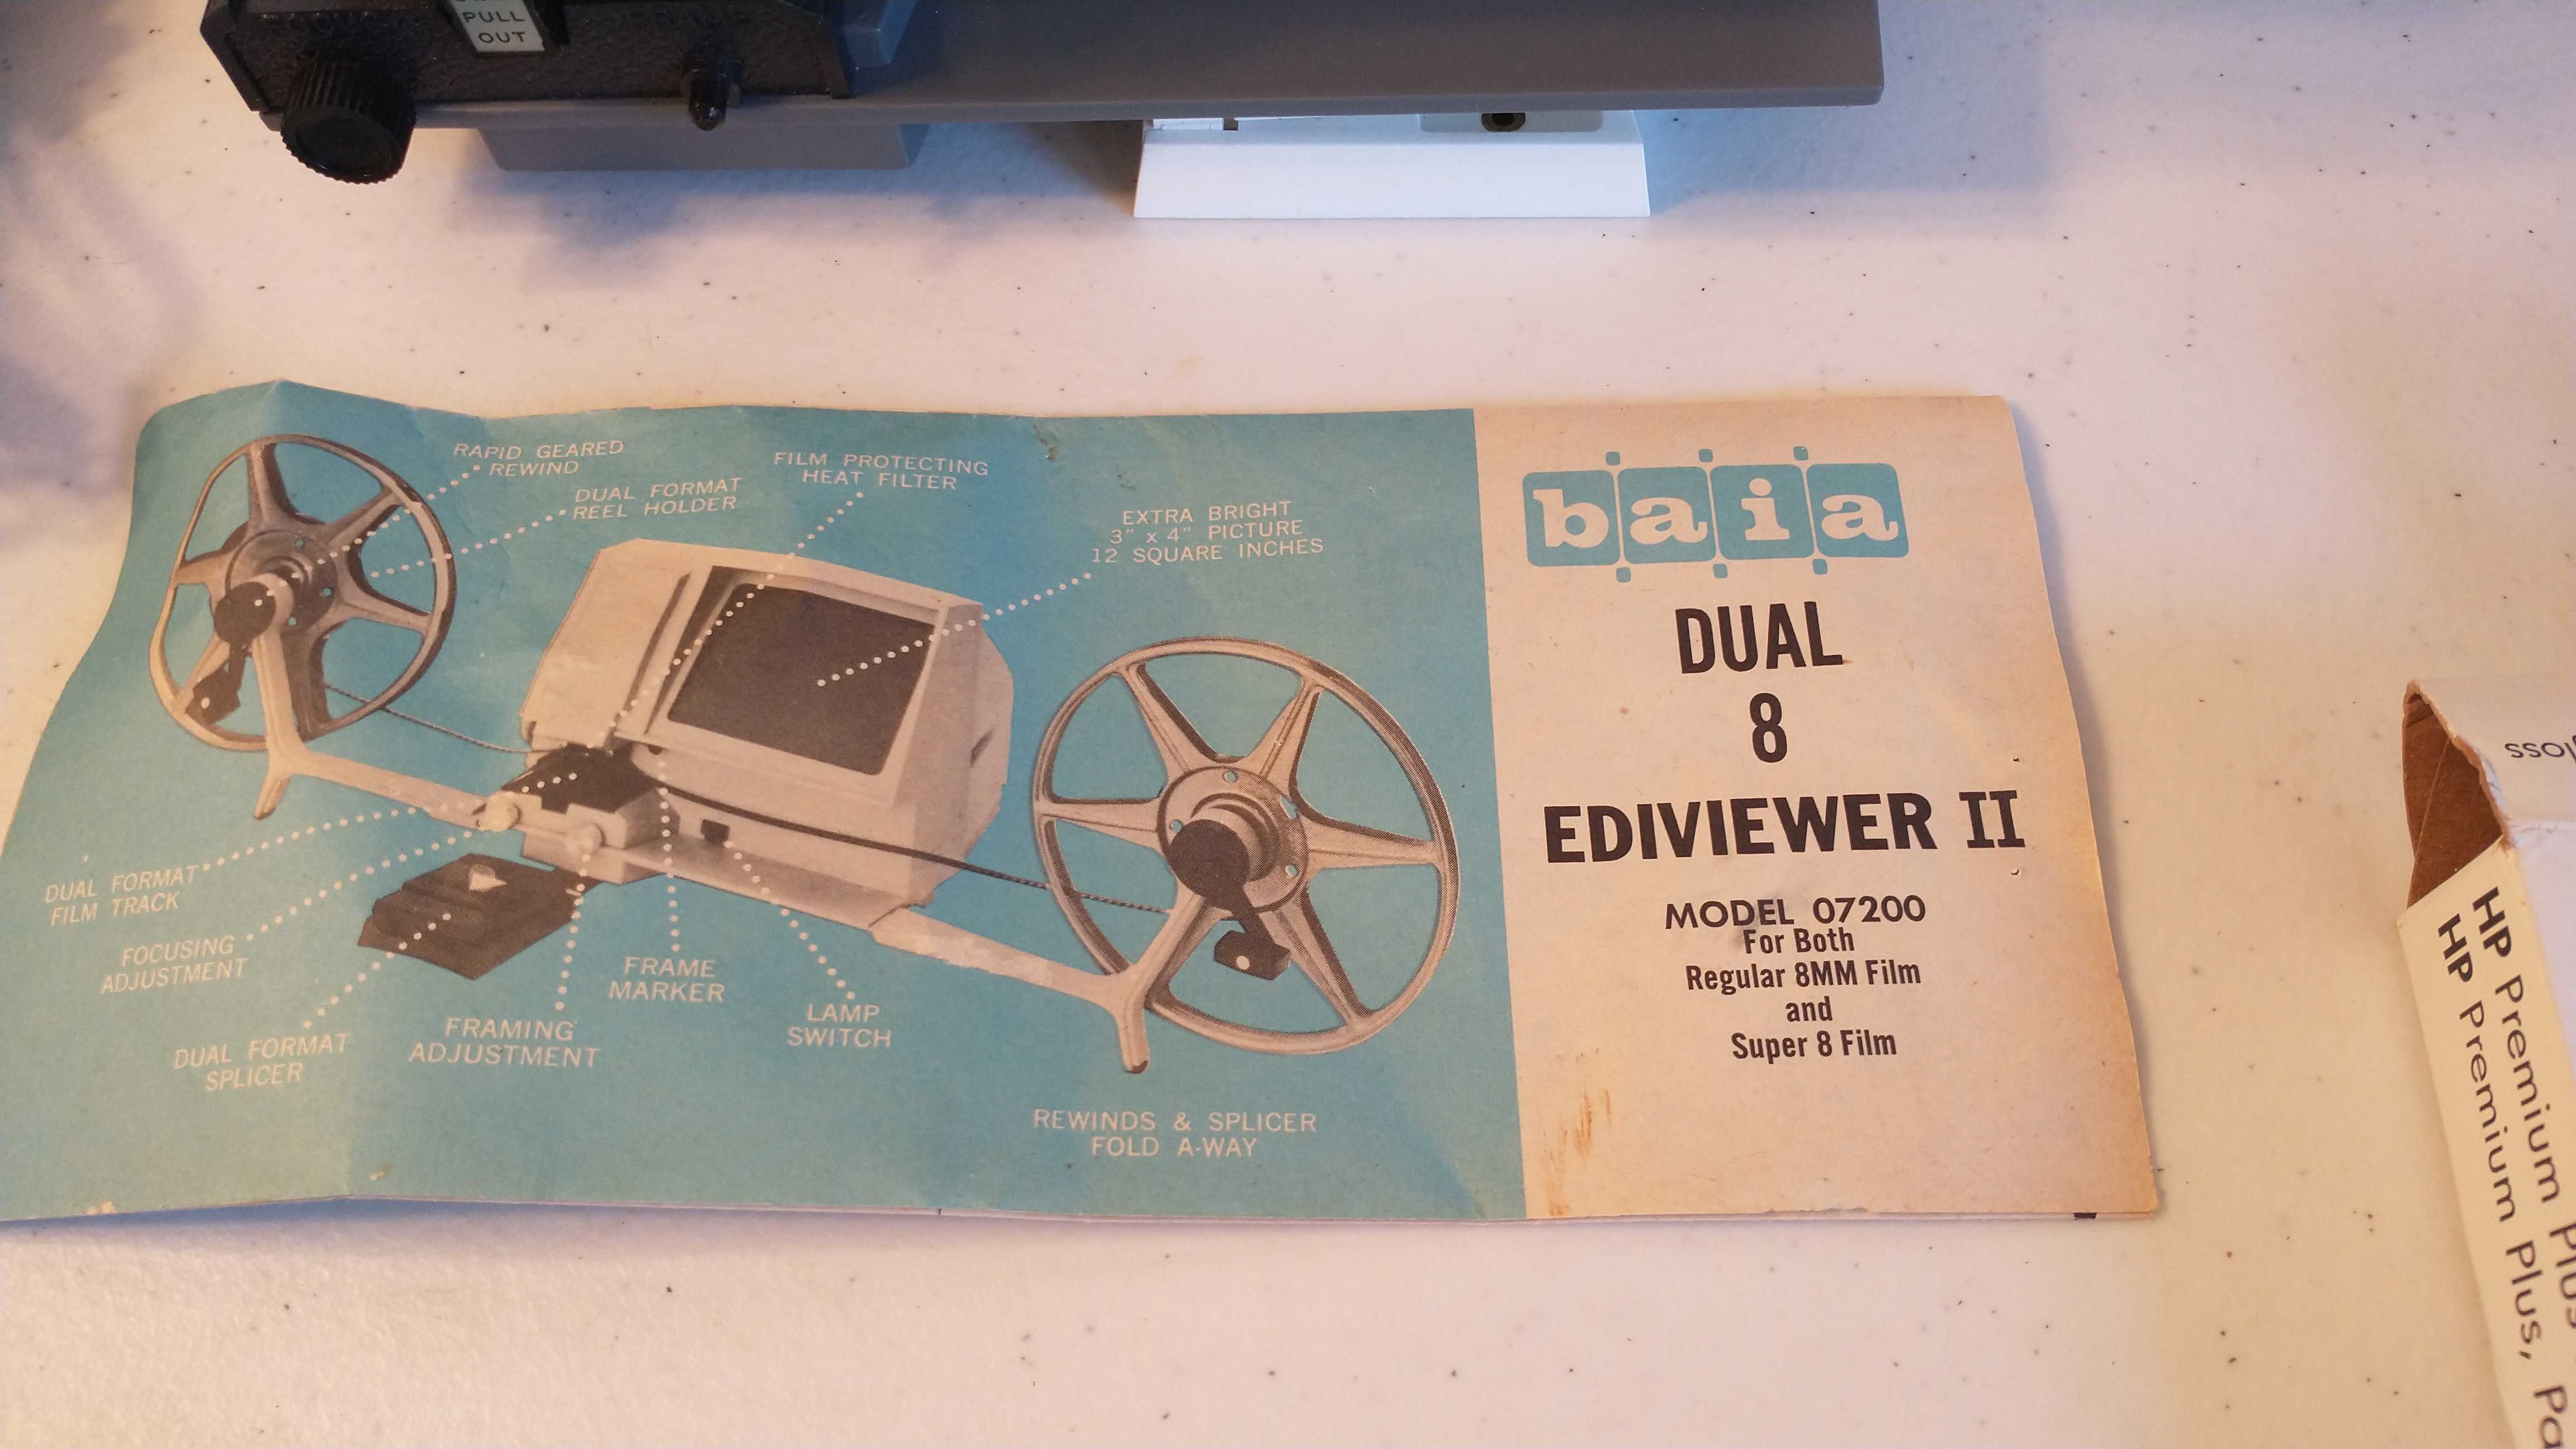 PULL
OUT
RAPID GEARED
REWIND
DUAL FORMAT
REEL HOLDER
FILM PROTECTING
HEAT FILTER
EXTRA BRIGHT
3" x 4" PICTURE
12 SQUARE INCHES
DUAL FORMAT
FILM TRACK
FOCUSING
ADJUSTMENT
DUAL FORMAT
SPLICER
FRAMING
ADJUSTMENT
FRAME
MARKER
LAMP
SWITCH
REWINDS & SPLICER
FOLD A-WAY
baia
DUAL
8
EDIVIEWER II
MODEL 07200
For Both
Regular 8MM Film
and
Super 8 Film
HP Premium Plus
HP Premium Plus,